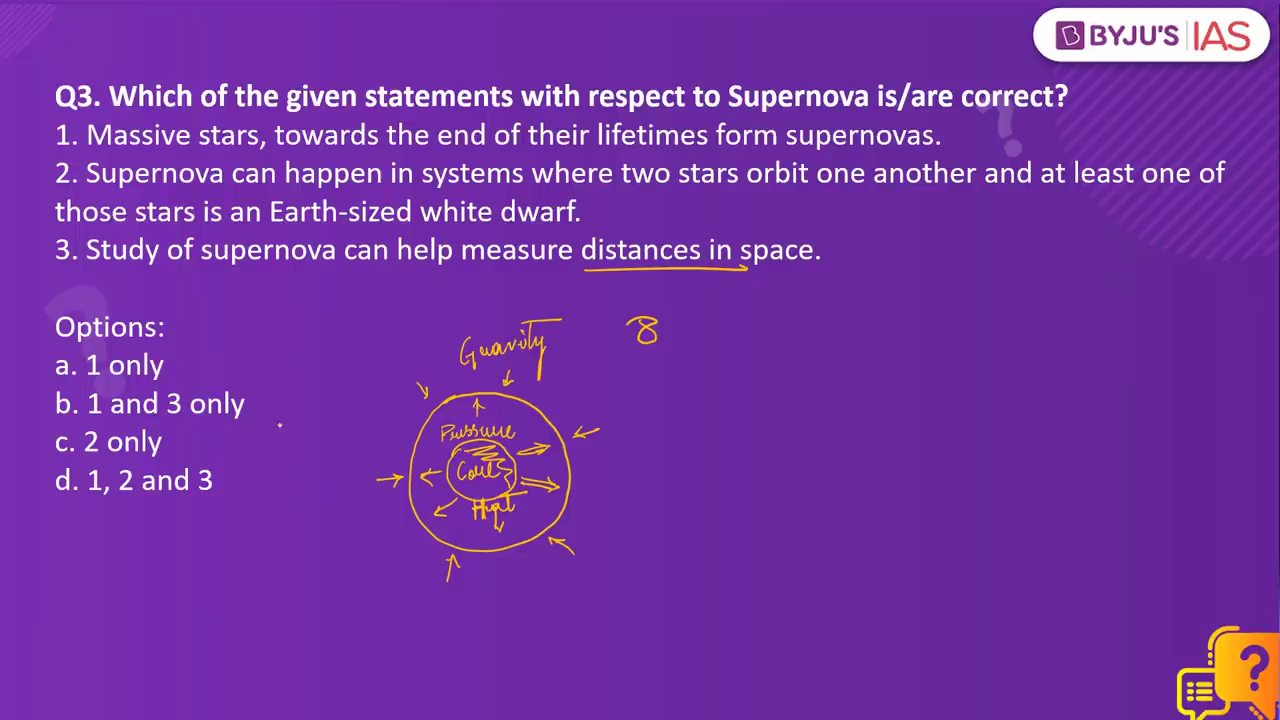 BYJU'S IAS
Q3. Which of the given statements with respect to Supernova is/are correct?
1. Massive stars, towards the end of their lifetimes form supernovas.
2. Supernova can happen in systems where two stars orbit one another and at least one of
those stars is an Earth-sized white dwarf.
3. Study of supernova can help measure distances in space.
Options:
a. 1 only
b. 1 and 3 only
c. 2 only
d. 1, 2 and 3
Gravity
8
Pressure
Core
Heat